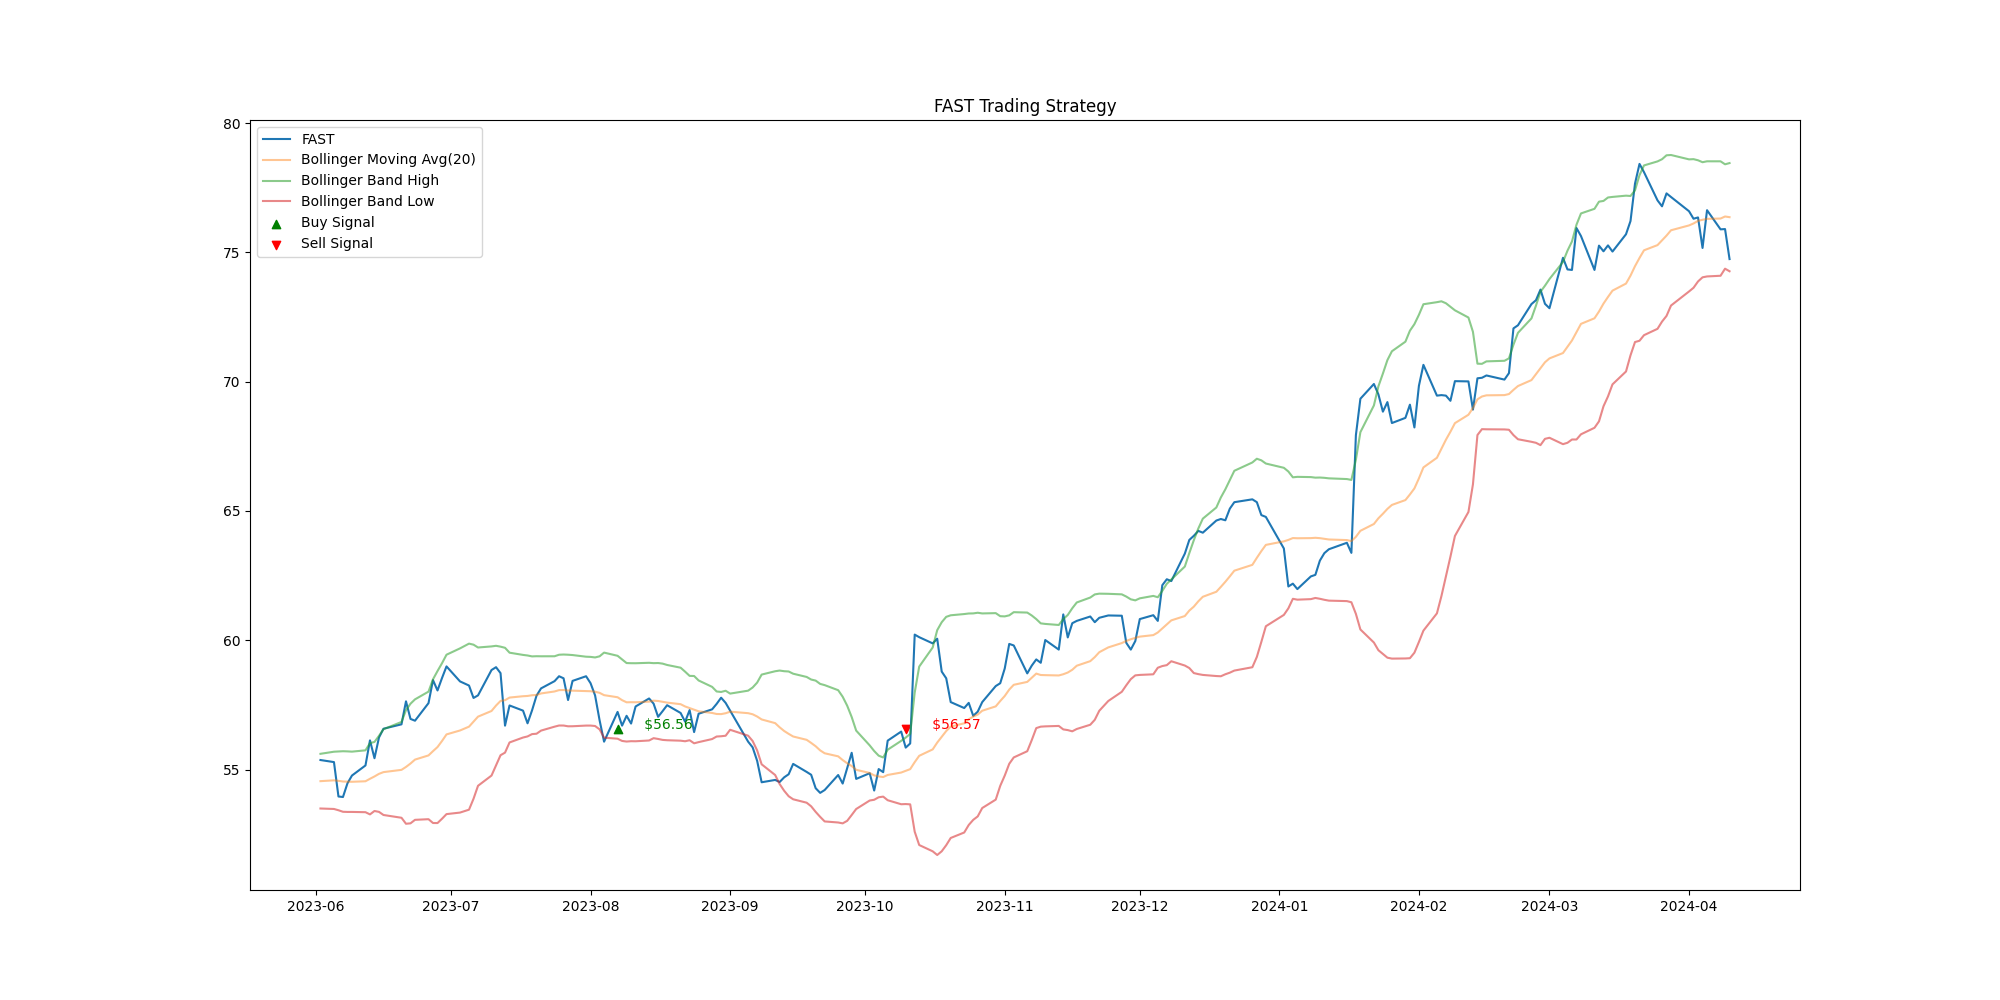 FAST Trading Strategy
80
75
70
65
60
55
FAST
Bollinger Moving Avg(20)
Bollinger Band High
Bollinger Band Low
Buy Signal
Sell Signal
$56.56
$56.57
2023-06 2023-07 2023-08 2023-09 2023-10 2023-11 2023-12 2024-01 2024-02 2024-03 2024-04